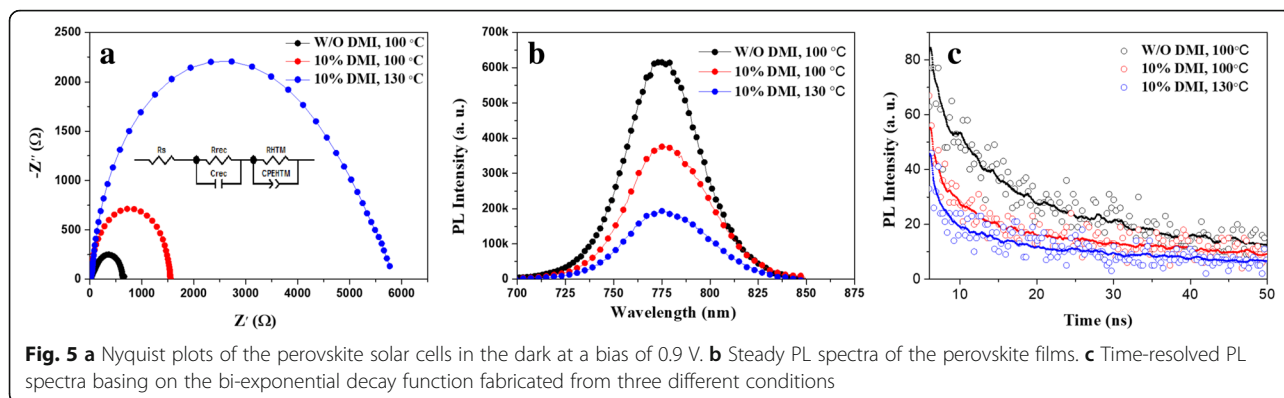 a
W/O DMI, 100 °C
10% DMI, 100 °C
10% DMI, 130 °C
-Z″ (Ω)
2500
2000
1500
1000
500
0
Rs
Rrec
RHTM
Crec
CPEHTM
0 1000 2000 3000 4000 5000 6000
Z′ (Ω)
b
W/O DMI, 100 °C
10% DMI, 100 °C
10% DMI, 130 °C
PL Intensity (a. u.)
700k
600k
500k
400k
300k
200k
100k
0
700 725 750 775 800 825 850 875
Wavelength (nm)
c
W/O DMI, 100°C
10% DMI, 100°C
10% DMI, 130°C
PL Intensity (a. u.)
100
80
60
40
20
0
10 20 30 40 50
Time (ns)
Fig. 5 a Nyquist plots of the perovskite solar cells in the dark at a bias of 0.9 V. b Steady PL spectra of the perovskite films. c Time-resolved PL
spectra basing on the bi-exponential decay function fabricated from three different conditions